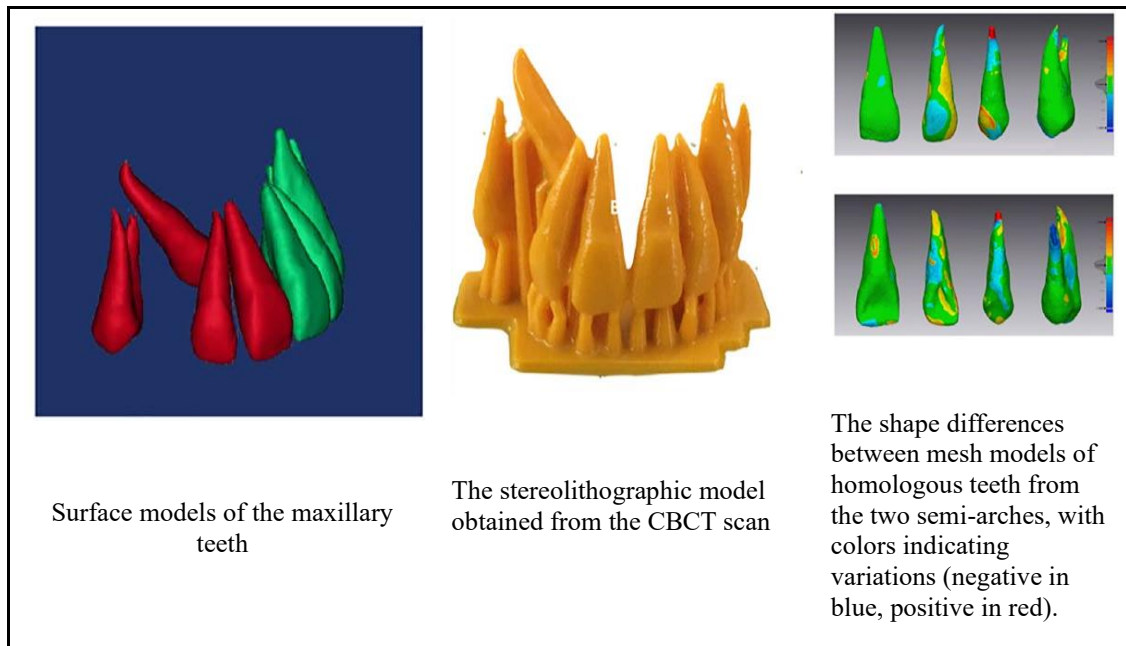 Surface models of the maxillary
teeth
The stereolithographic model
obtained from the CBCT scan
The shape differences
between mesh models of
homologous teeth from
the two semi-arches, with
colors indicating
variations (negative in
blue, positive in red).